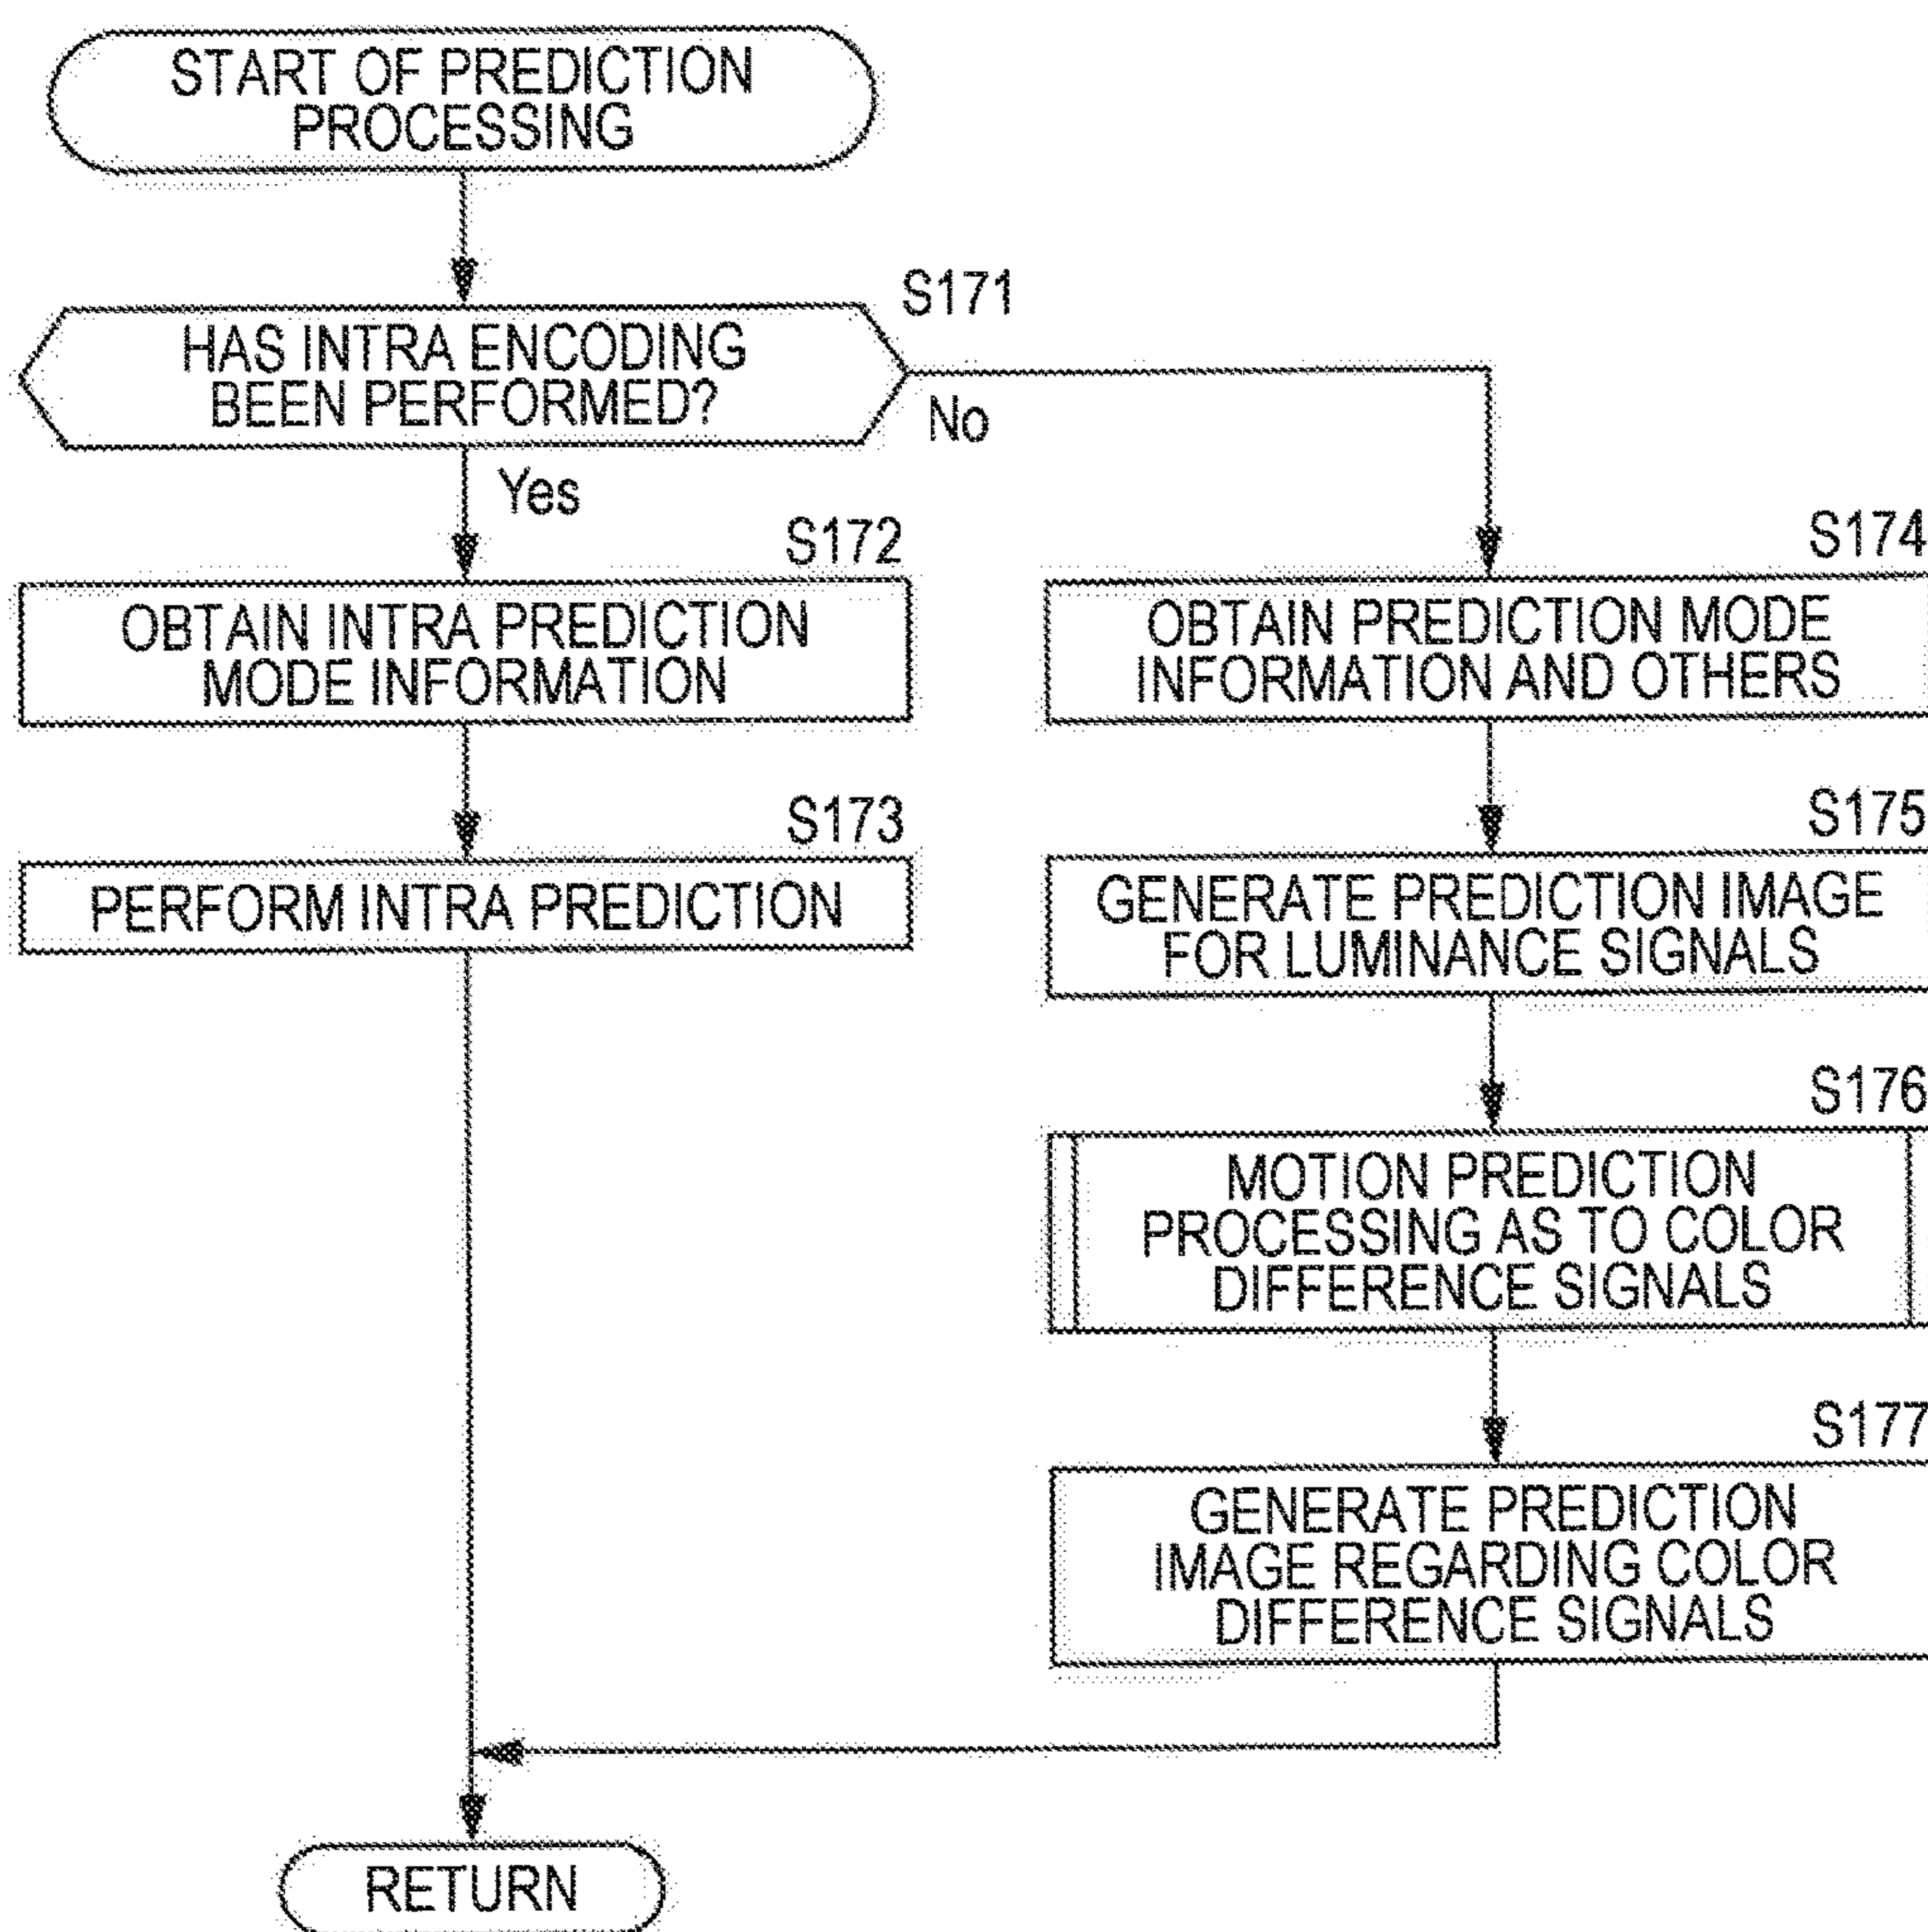 START OF PREDICTION
PROCESSING
S171
HAS INTRA ENCODING
BEEN PERFORMED?
No
Yes
S172
OBTAIN INTRA PREDICTION
MODE INFORMATION
S173
PERFORM INTRA PREDICTION
S174
OBTAIN PREDICTION MODE
INFORMATION AND OTHERS
S175
GENERATE PREDICTION IMAGE
FOR LUMINANCE SIGNALS
S176
MOTION PREDICTION
PROCESSING AS TO COLOR
DIFFERENCE SIGNALS
S177
GENERATE PREDICTION
IMAGE REGARDING COLOR
DIFFERENCE SIGNALS
RETURN